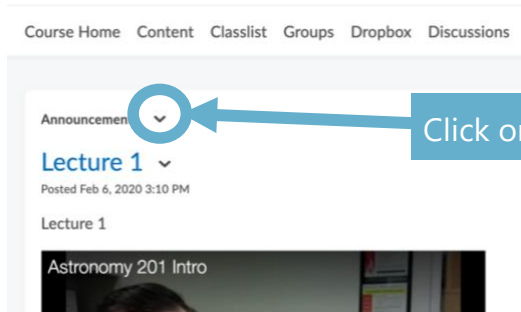 Course Home Content Classlist Groups Dropbox Discussions
Announcemen
Click o
Lecture 1
Posted Feb 6, 2020 3:10 PM
Lecture 1
Astronomy 201 Intro